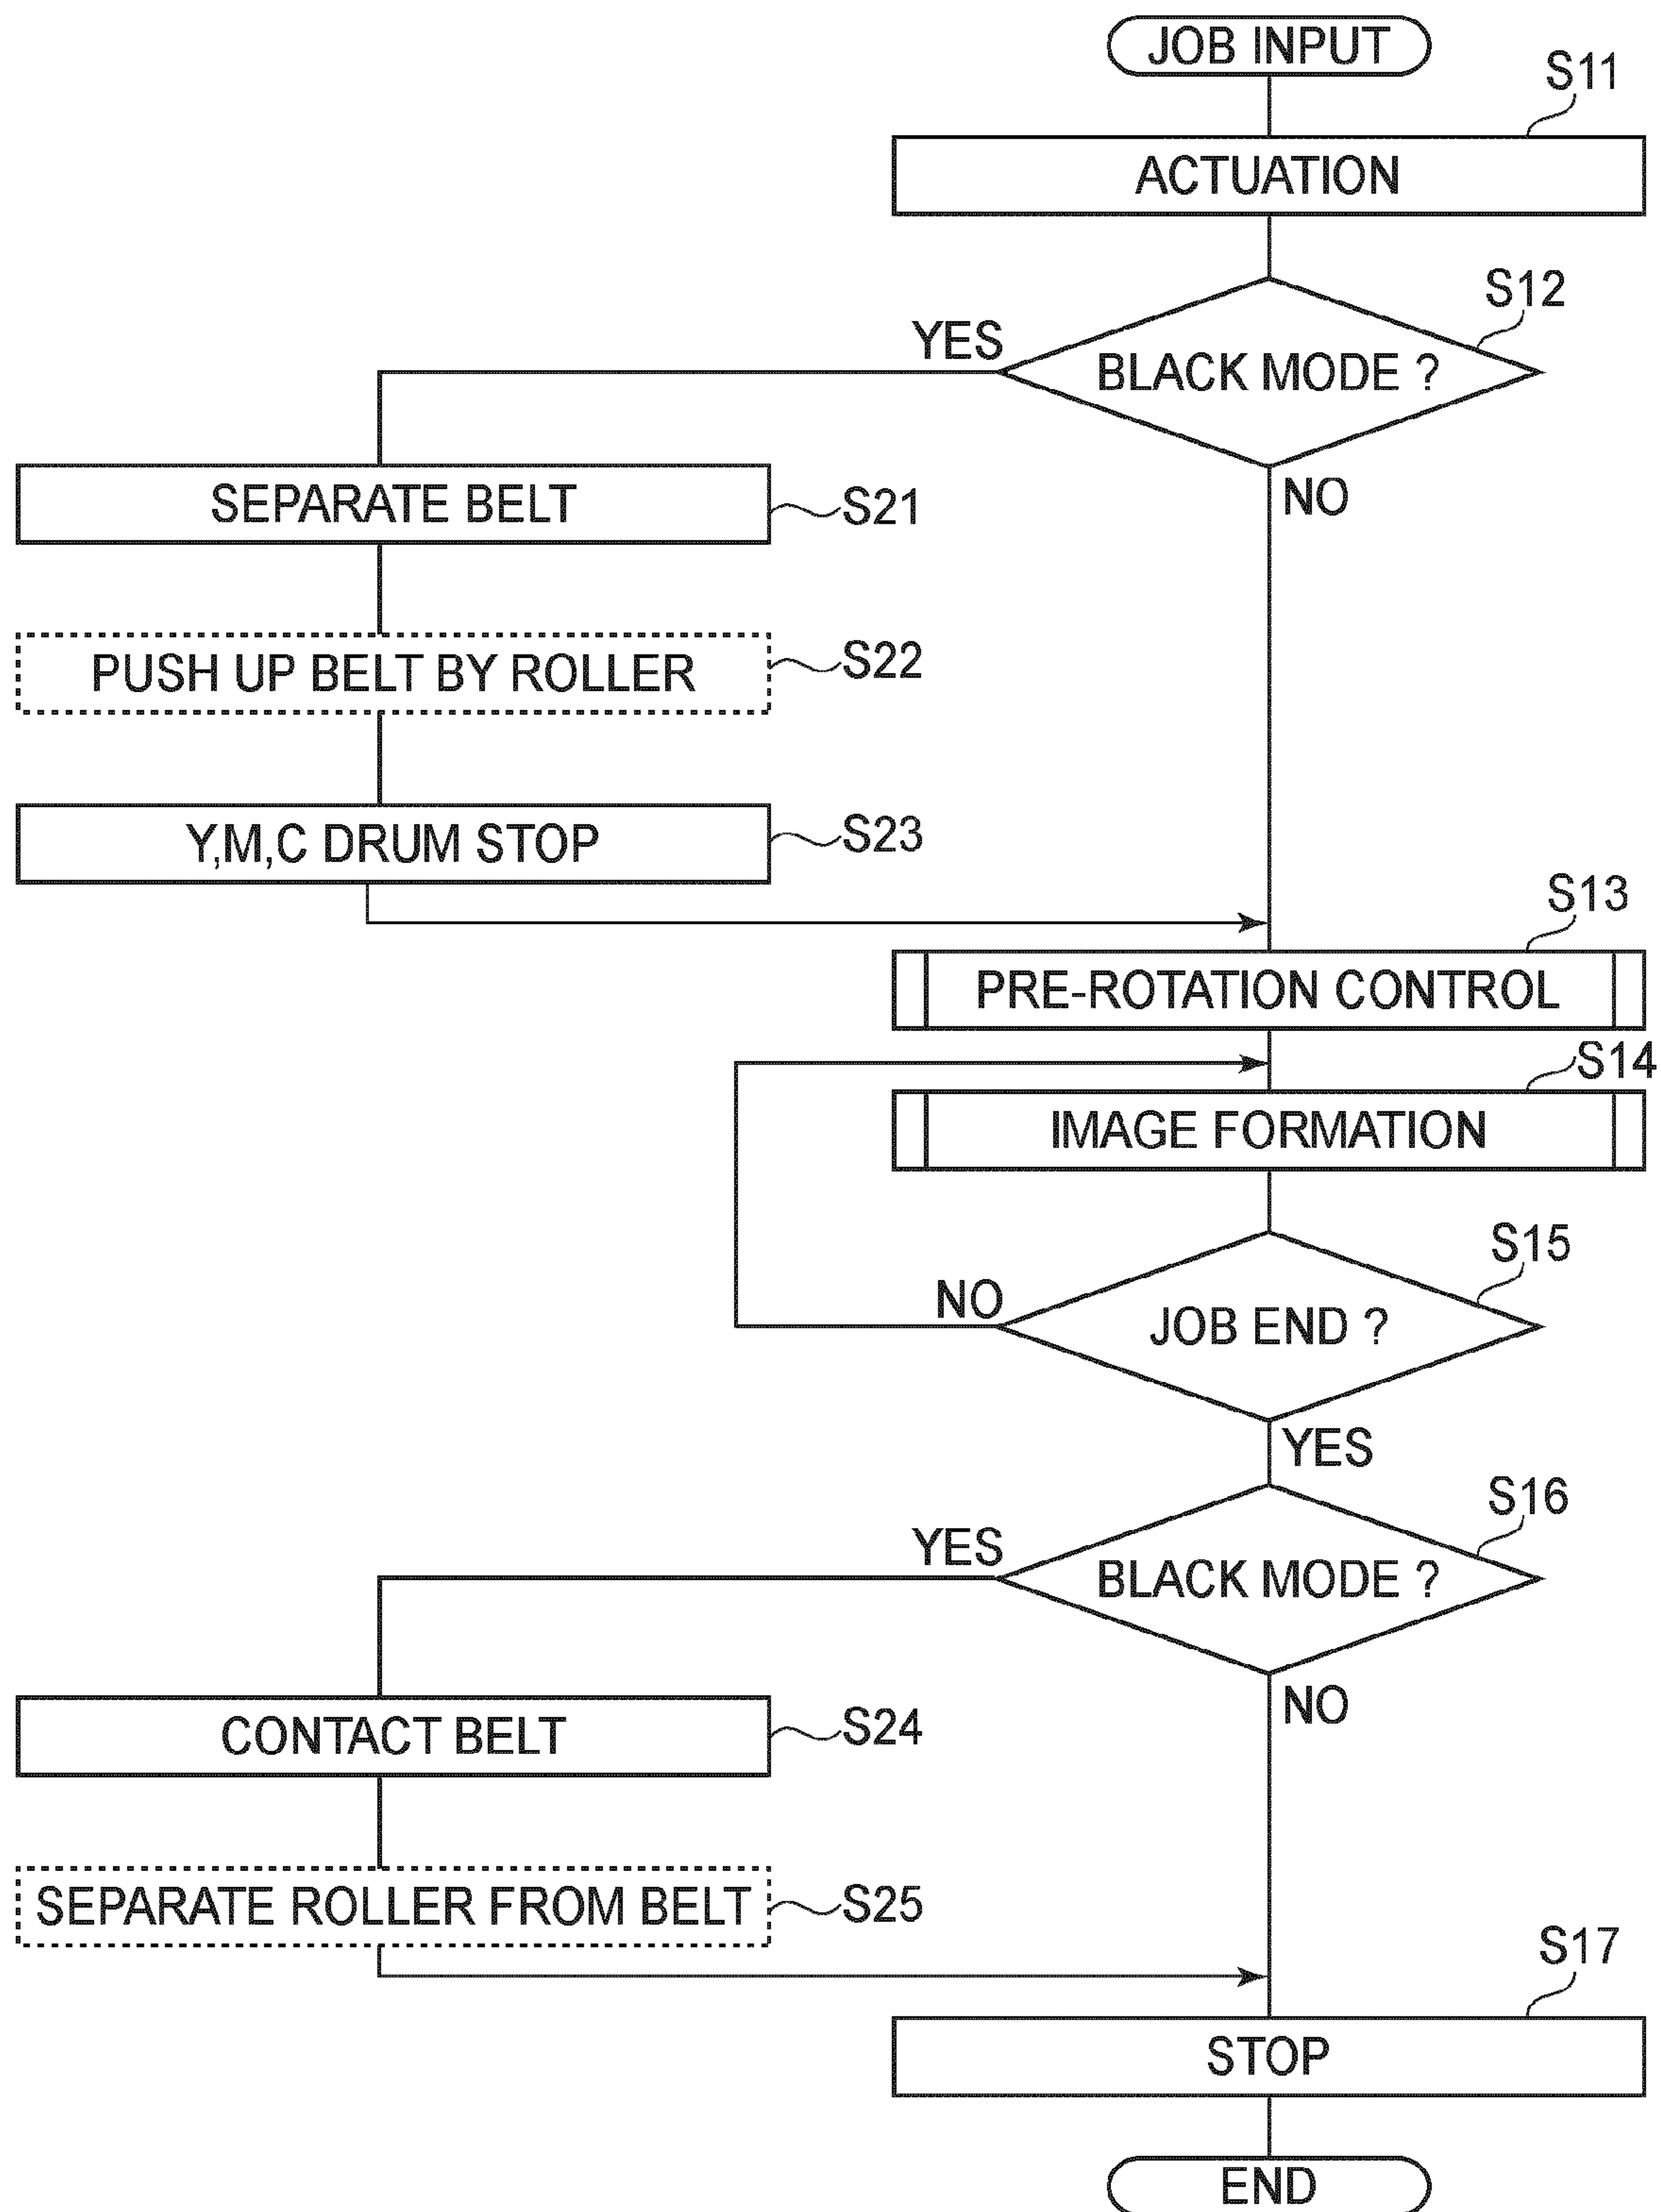 JOB INPUT
S11
ACTUATION
S12
YES
BLACK MODE ?
NO
SEPARATE BELT
S21
PUSH UP BELT BY ROLLER
S22
Y,M,C DRUM STOP
S23
S13
PRE-ROTATION CONTROL
S14
IMAGE FORMATION
S15
NO
JOB END ?
YES
S16
YES
BLACK MODE ?
NO
CONTACT BELT
S24
SEPARATE ROLLER FROM BELT
S25
S17
STOP
END